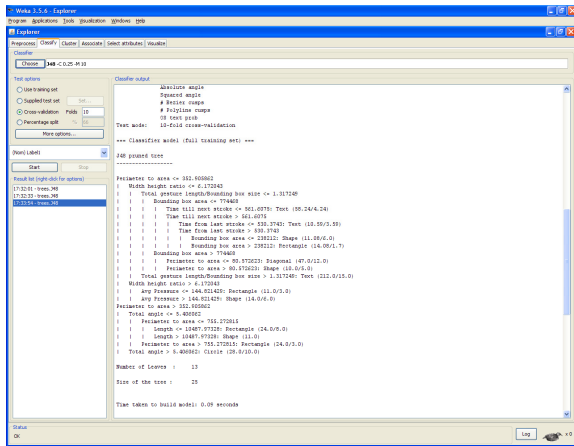 Weka 3.5.6 - Explorer
Program Applications Tools Visualization Windows Help
Explorer
Preprocess Classify Cluster Associate Select attributes Visualize
Classifier
Choose J48 -C 0.25 -M 10
Test options
Use training set
Supplied test set Set...
Cross-validation Folds 10
Percentage split %
More options...
(Nom) Label1
Start Stop
Result list (right-click for options)
17:32:01 - trees.J48
17:32:33 - trees.J48
17:33:54 - trees.J48
Classifier output
Absolute angle
Squared angle
# Bezier cusps
# Polyline cusps
OS text prob
Test mode: 10-fold cross-validation
=== Classifier model (full training set) ===
J48 pruned tree
------------------
Perimeter to area <= 352.905862
| Width height ratio <= 6.172043
| | Total gesture length/Bounding box size <= 1.317249
| | | Bounding box area <= 774468
| | | | Time till next stroke <= 561.6075: Text (88.24/4.24)
| | | | Time till next stroke > 561.6075
| | | | | Time from last stroke <= 530.3743: Text (10.59/3.59)
| | | | | Time from last stroke > 530.3743
| | | | | | Bounding box area <= 238212: Shape (11.08/6.0)
| | | | | | Bounding box area > 238212: Rectangle (14.08/1.7)
| | | Bounding box area > 774468
| | | | Perimeter to area <= 80.572623: Diagonal (47.0/12.0)
| | | | Perimeter to area > 80.572623: Shape (10.0/5.0)
| | Total gesture length/Bounding box size > 1.317249: Text (212.0/15.0)
| Width height ratio > 6.172043
| | Avg Pressure <= 144.821429: Rectangle (11.0/3.0)
| | Avg Pressure > 144.821429: Shape (14.0/6.0)
Perimeter to area > 352.905862
| Total angle <= 5.406062
| | Perimeter to area <= 755.272815
| | | Length <= 10487.97328: Rectangle (24.0/8.0)
| | | Length > 10487.97328: Shape (11.0)
| | Perimeter to area > 755.272815: Rectangle (24.0/3.0)
| Total angle > 5.406062: Circle (28.0/10.0)
Number of Leaves : 13
Size of the tree : 25
Time taken to build model: 0.09 seconds
Status
OK
Log
x 0